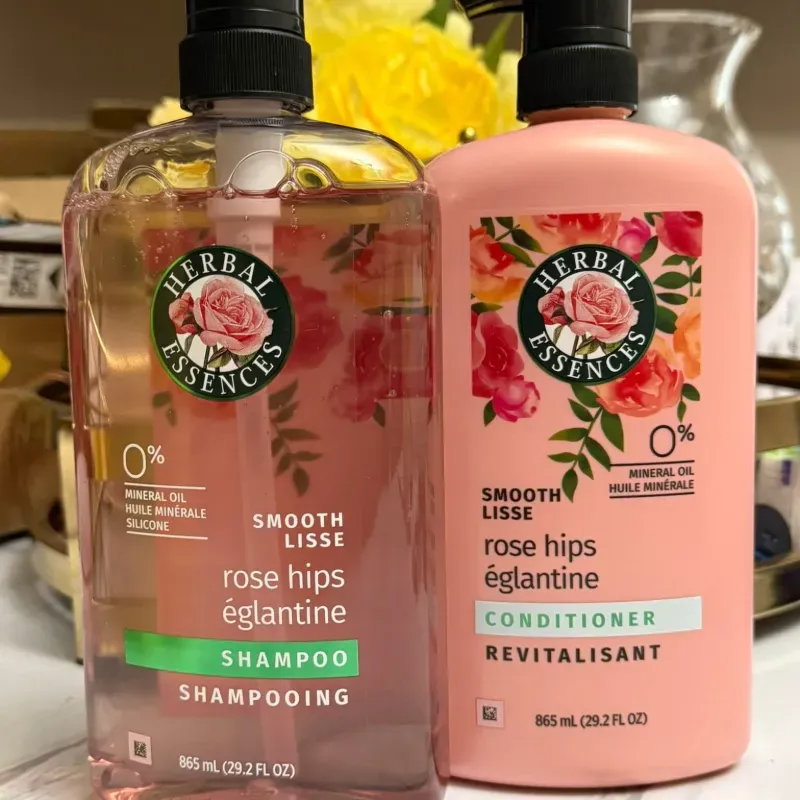 HERBAL
ESSENCES
0%
MINERAL OIL
HUILE MINÉRALE
SILICONE
SMOOTH
LISSE
rose hips
églantine
SHAMPOO
SHAMPOOING
865 mL (29.2 FL OZ)
HERBAL
ESSENCES
0%
MINERAL OIL
HUILE MINÉRALE
SMOOTH
LISSE
rose hips
églantine
CONDITIONER
REVITALISANT
865 mL (29.2 FL OZ)